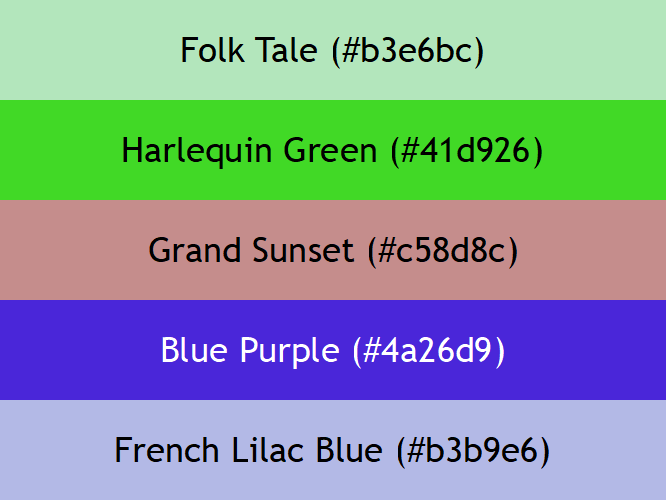 Folk Tale (#b3e6bc)
Harlequin Green (#41d926)
Grand Sunset (#c58d8c)
Blue Purple (#4a26d9)
French Lilac Blue (#b3b9e6)